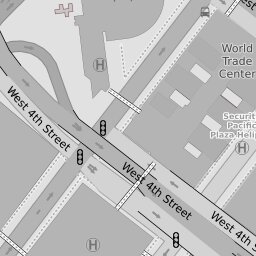 World
Trade
Center
Security
Pacific
Plaza Heli
West 4th Street
West 4th Street
West 4th Street
H
H
H